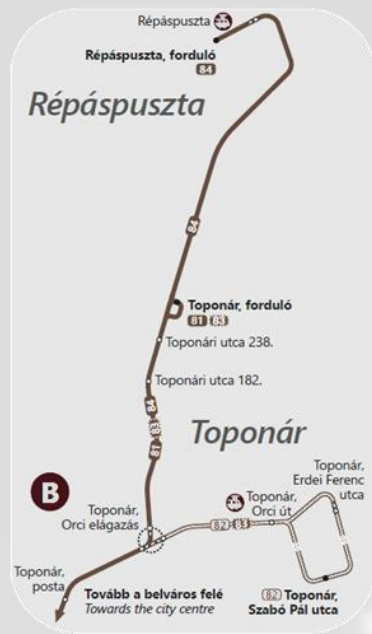 Répáspuszta
Répáspuszta, forduló
84
Répáspuszta
84
Toponár, forduló
81 83
Toponári utca 238.
Toponári utca 182.
81 83 84
Toponár
B
Toponár,
Orci elágazás
Toponár,
Orci út
Toponár,
Erdei Ferenc
utca
82 83
Toponár,
posta
Tovább a belváros felé
Towards the city centre
82 Toponár,
Szabó Pál utca